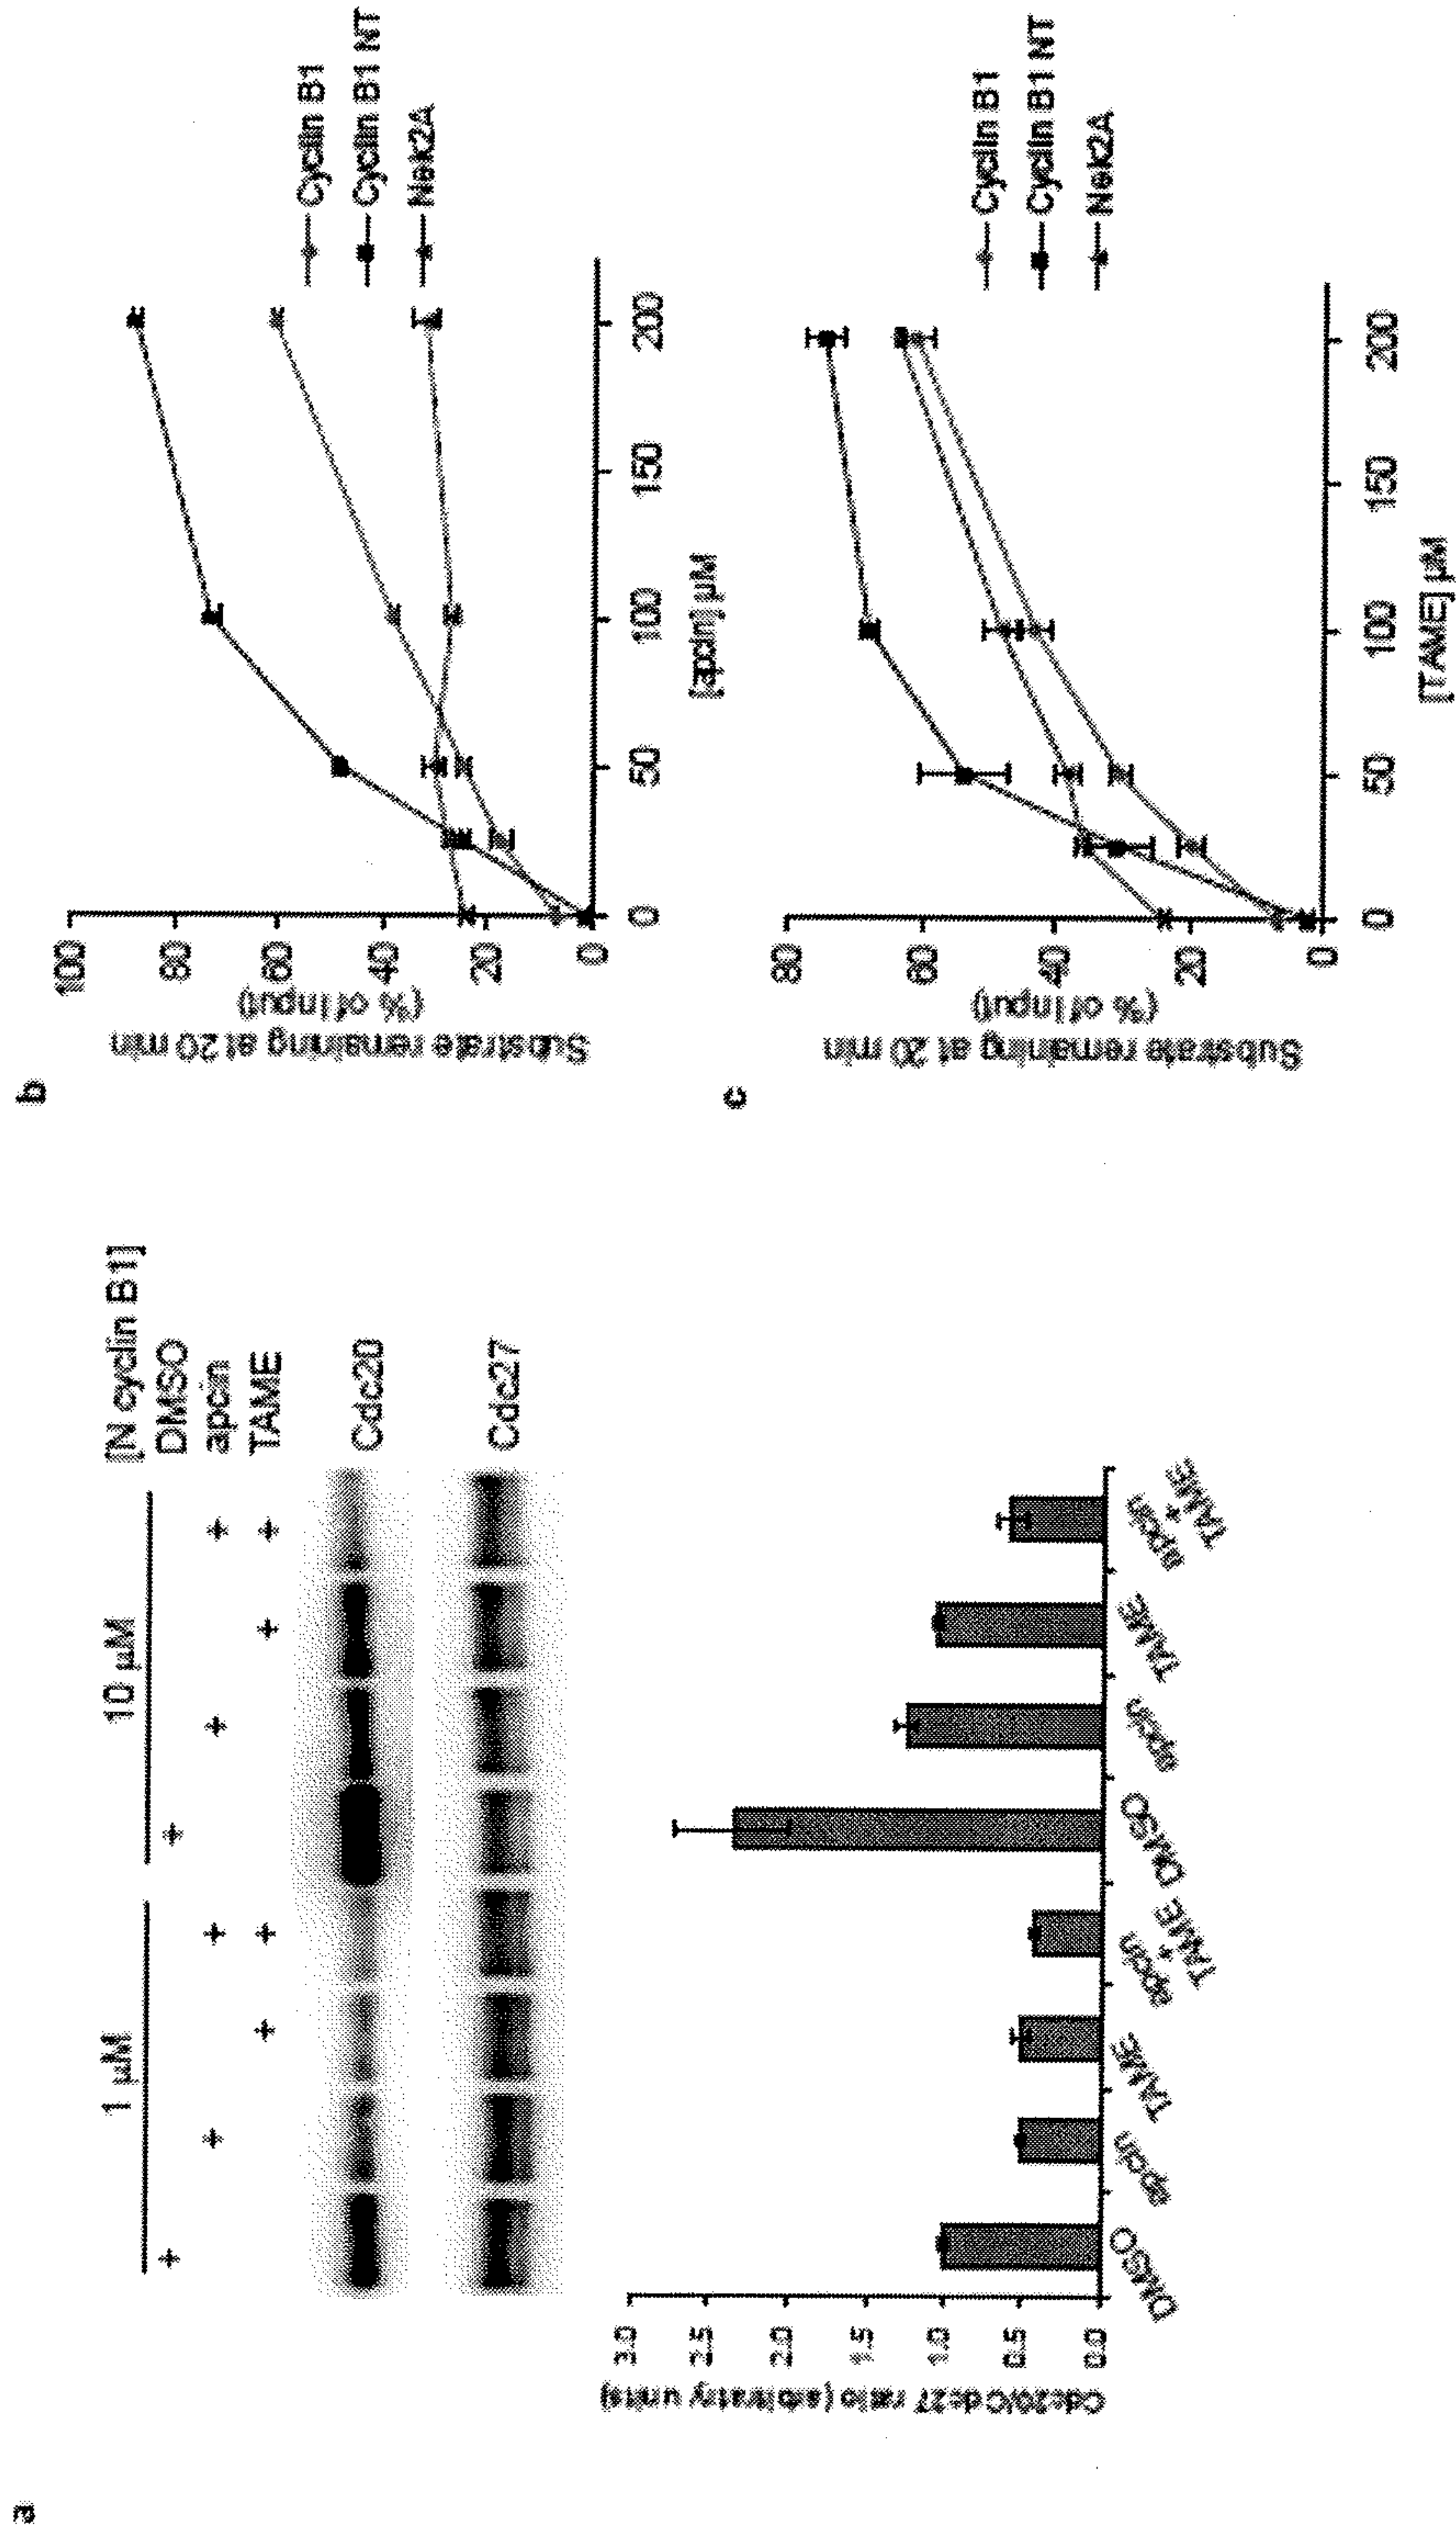 a
1 µM 10 µM [N cyclin B1]
+ + DMSO
+ + + + apcin
+ + + + TAME
Cdc20
Cdc27
Cdc20/Cdc27 ratio (arbitratry units)
3.0
2.5
2.0
1.5
1.0
0.5
0.0
DMSO apcin TAME apcin + TAME DMSO apcin TAME apcin + TAME
b
Substrate remaining at 20 min
(% of input)
100
80
60
40
20
0
0 50 100 150 200
[apcin] µM
Cyclin B1
Cyclin B1 NT
Nek2A
c
Substrate remaining at 20 min
(% of input)
80
60
40
20
0
0 50 100 150 200
[TAME] µM
Cyclin B1
Cyclin B1 NT
Nek2A